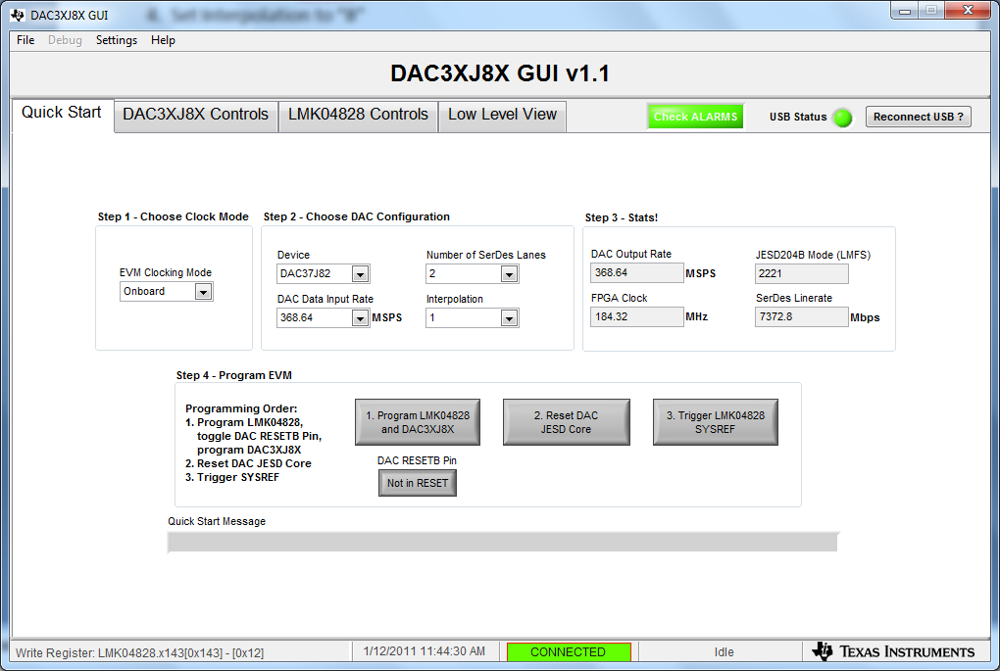 4. Set Interpolation to "8"
DAC3XJ8X GUI
File Debug Settings Help
DAC3XJ8X GUI v1.1
Quick Start DAC3XJ8X Controls LMK04828 Controls Low Level View Check ALARMS USB Status Reconnect USB ?
Step 1 - Choose Clock Mode
EVM Clocking Mode
Onboard
Step 2 - Choose DAC Configuration
Device
DAC37J82
Number of SerDes Lanes
2
DAC Data Input Rate
368.64 MSPS
Interpolation
1
Step 3 - Stats!
DAC Output Rate
368.64 MSPS
JESD204B Mode (LMFS)
2221
FPGA Clock
184.32 MHz
SerDes Linerate
7372.8 Mbps
Step 4 - Program EVM
Programming Order:
1. Program LMK04828,
toggle DAC RESETB Pin,
program DAC3XJ8X
2. Reset DAC JESD Core
3. Trigger SYSREF
1. Program LMK04828
and DAC3XJ8X
2. Reset DAC
JESD Core
3. Trigger LMK04828
SYSREF
DAC RESETB Pin
Not in RESET
Quick Start Message
Write Register: LMK04828.x143[0x143] - [0x12] 1/12/2011 11:44:30 AM CONNECTED Idle TEXAS INSTRUMENTS